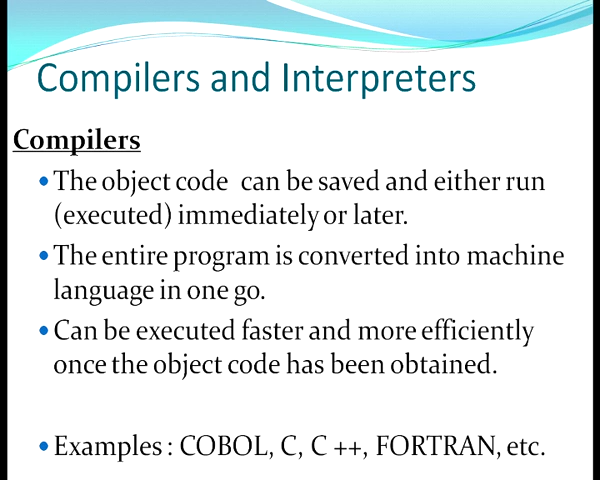 Compilers and Interpreters
Compilers
• The object code can be saved and either run
(executed) immediately or later.
• The entire program is converted into machine
language in one go.
• Can be executed faster and more efficiently
once the object code has been obtained.
• Examples : COBOL, C, C ++, FORTRAN, etc.